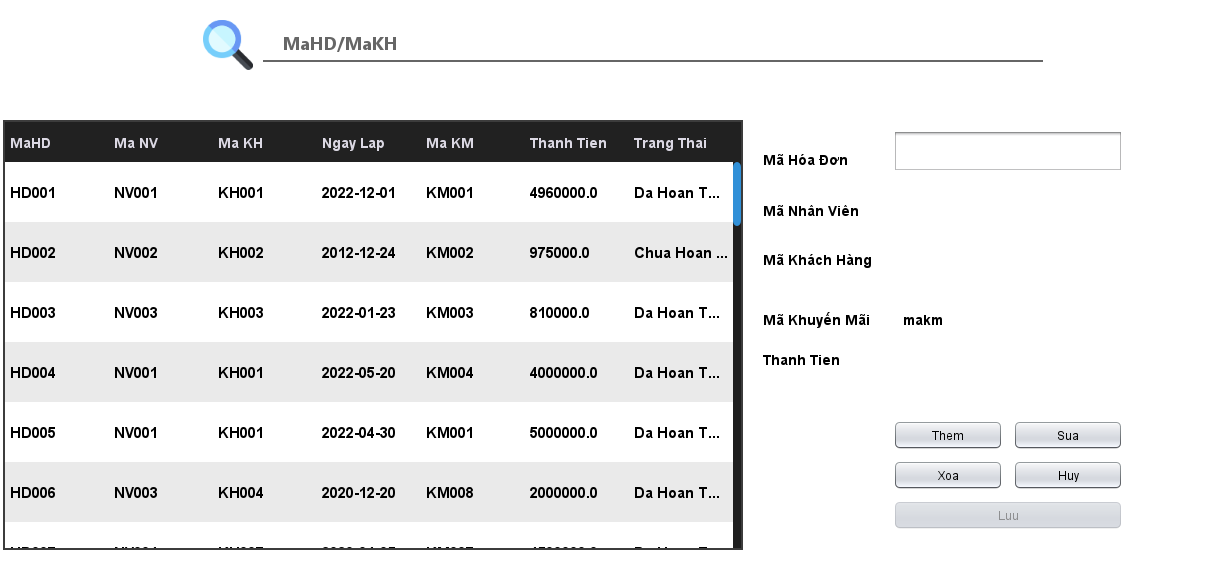 MaHD/MaKH
MaHD Ma NV Ma KH Ngay Lap Ma KM Thanh Tien Trang Thai
HD001 NV001 KH001 2022-12-01 KM001 4960000.0 Da Hoan T...
HD002 NV002 KH002 2012-12-24 KM002 975000.0 Chua Hoan ...
HD003 NV003 KH003 2022-01-23 KM003 810000.0 Da Hoan T...
HD004 NV001 KH001 2022-05-20 KM004 4000000.0 Da Hoan T...
HD005 NV001 KH001 2022-04-30 KM001 5000000.0 Da Hoan T...
HD006 NV003 KH004 2020-12-20 KM008 2000000.0 Da Hoan T...
Mã Hóa Đơn
Mã Nhân Viên
Mã Khách Hàng
Mã Khuyến Mãi makm
Thanh Tien
Them Sua
Xoa Huy
Luu